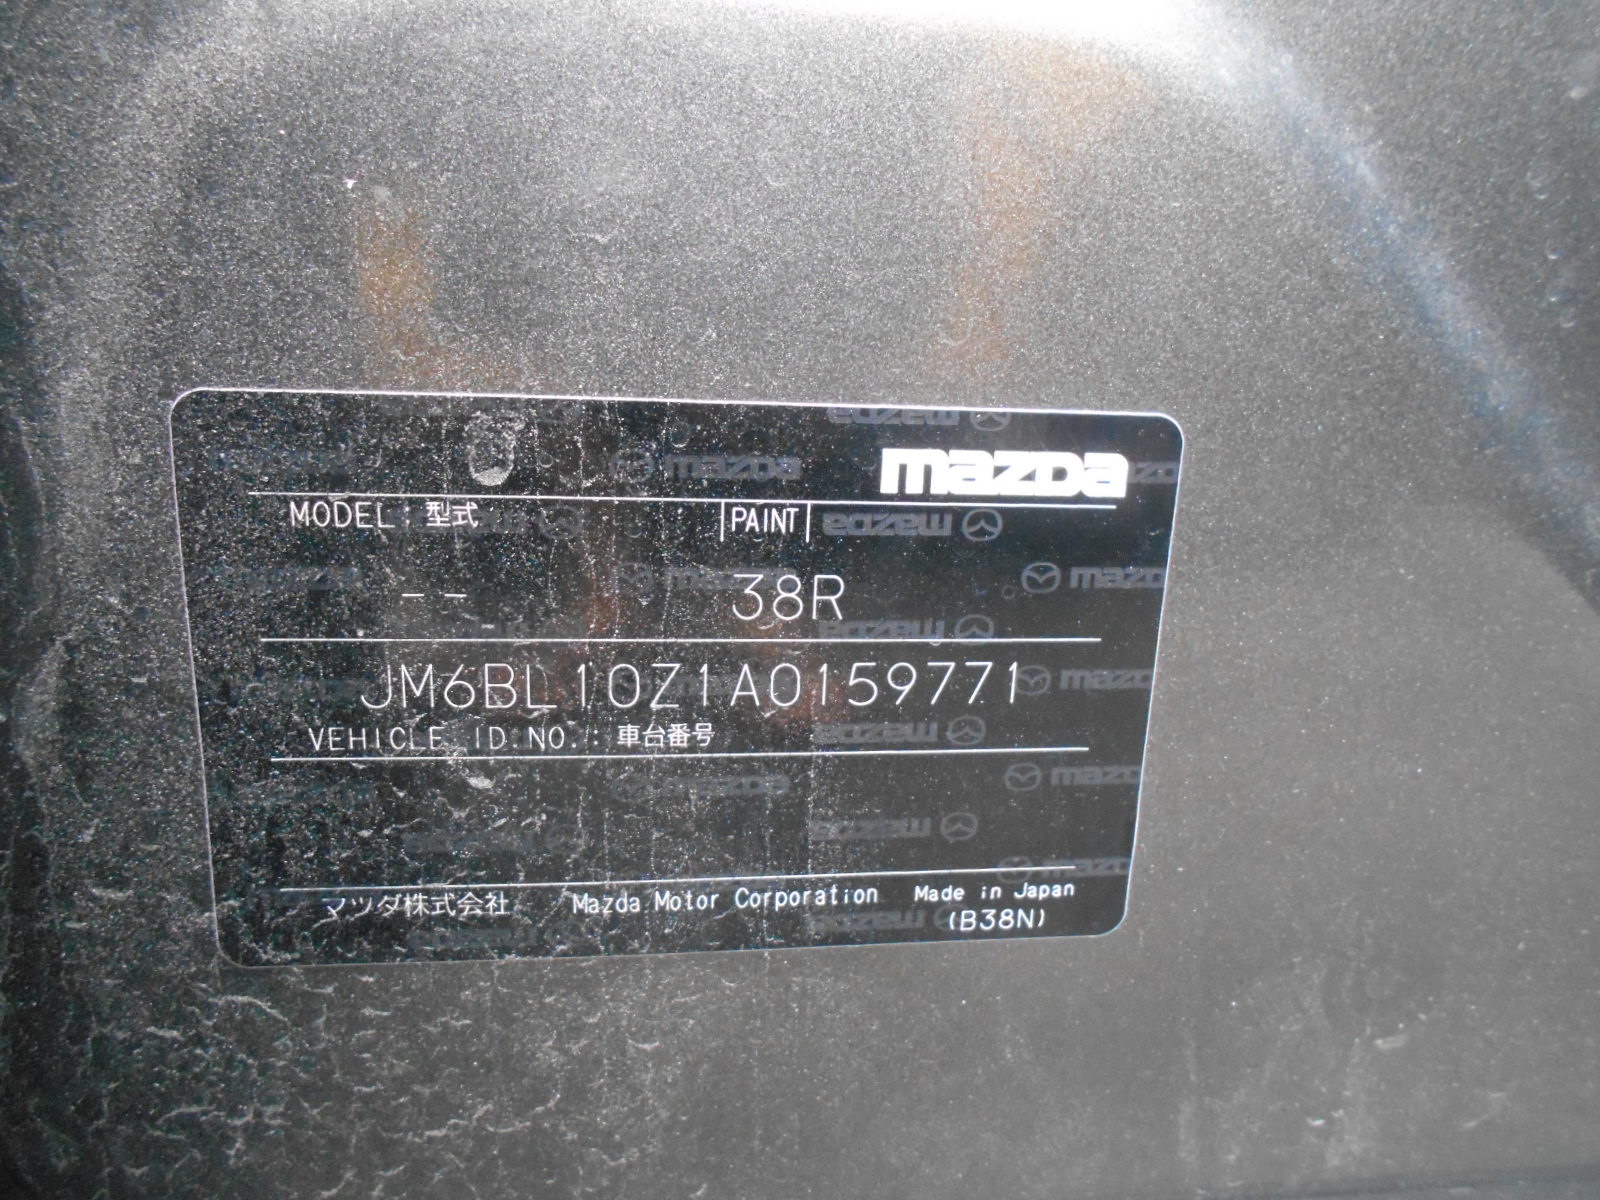 mazda
MODEL : 型式 PAINT
-- 38R
JM6BL10Z1A0159771
VEHICLE ID.NO. : 車台番号
マツダ株式会社 Mazda Motor Corporation Made in Japan
(B38N)